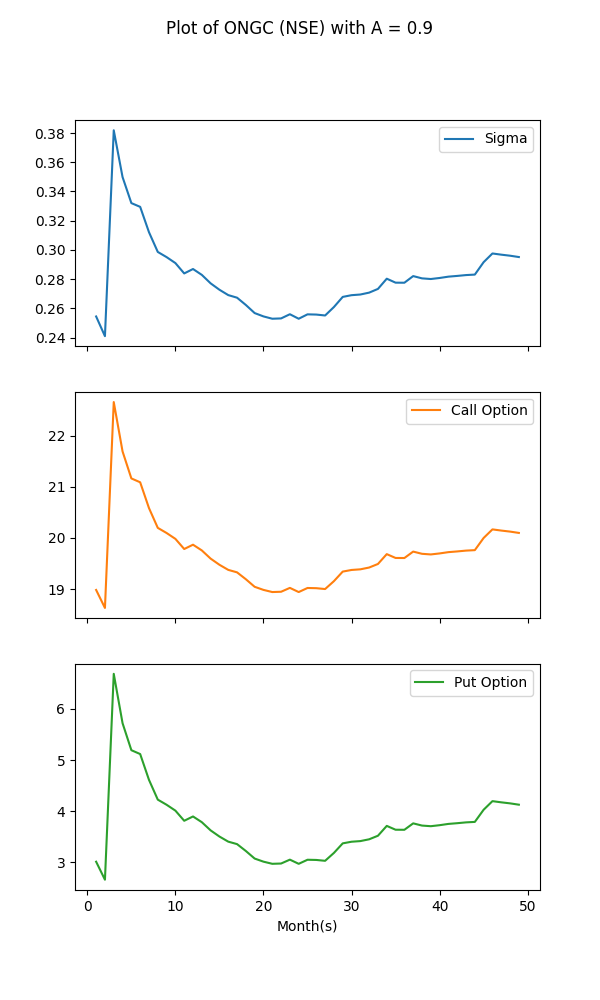 Plot of ONGC (NSE) with A = 0.9
Sigma
0.38
0.36
0.34
0.32
0.30
0.28
0.26
0.24
Call Option
22
21
20
19
Put Option
6
5
4
3
0 10 20 30 40 50
Month(s)